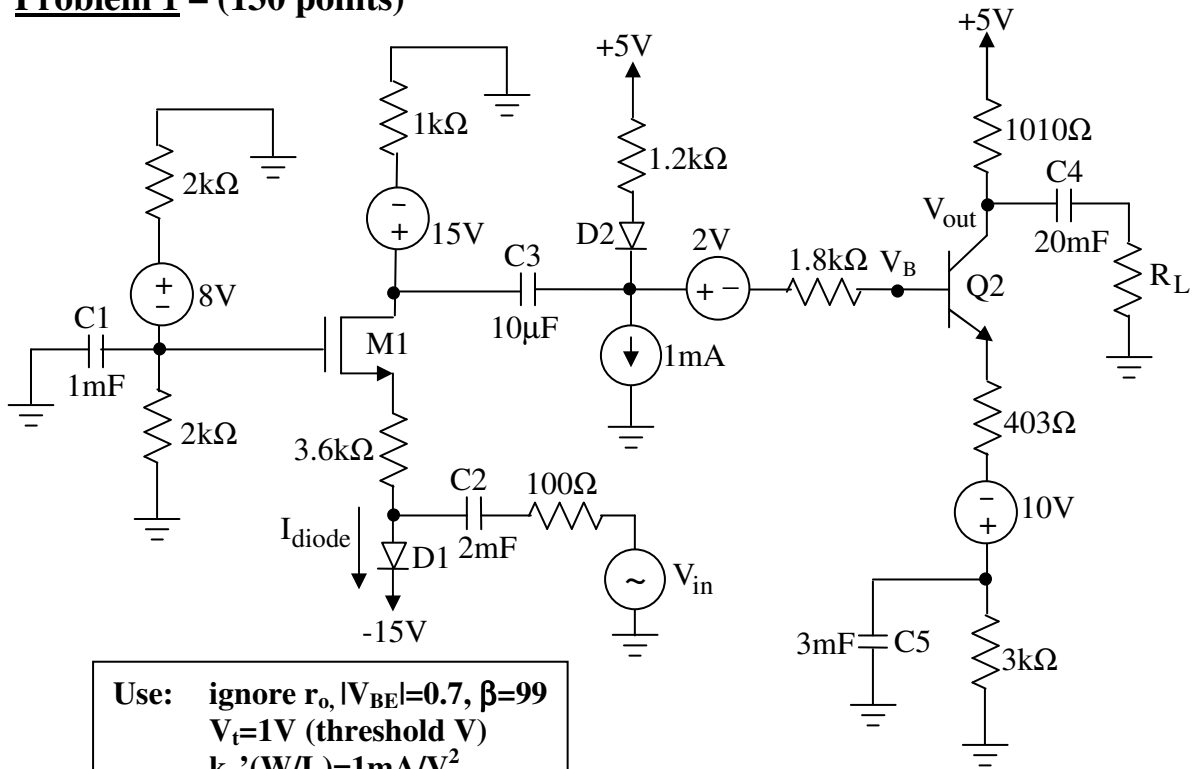 Problem 1 – (150 points)
+5V
+5V
1kΩ
1010Ω
1.2kΩ
2kΩ
C4
Vout
15V
D2
2V
20mF
8V
C3
1.8kΩ
VB
Q2
RL
C1
M1
10μF
1mA
1mF
2kΩ
403Ω
3.6kΩ
C2
100Ω
10V
Idiode
D1
2mF
Vin
-15V
3mF
C5
3kΩ
Use: ignore ro, |VBE|=0.7, β=99
Vt=1V (threshold V)